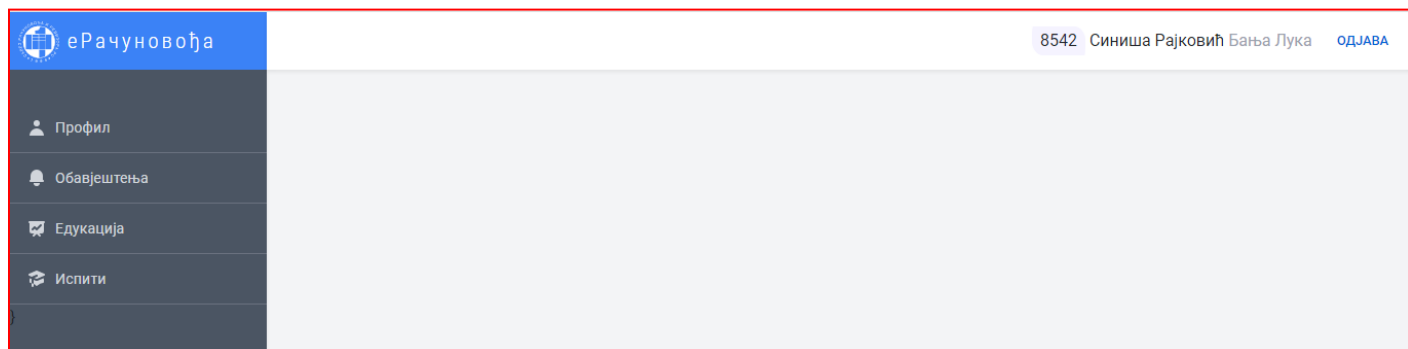 еРачуновођа
8542 Синиша Рајковић Бања Лука ОДЈАВА
Профил
Обавјештења
Едукација
Испити
}